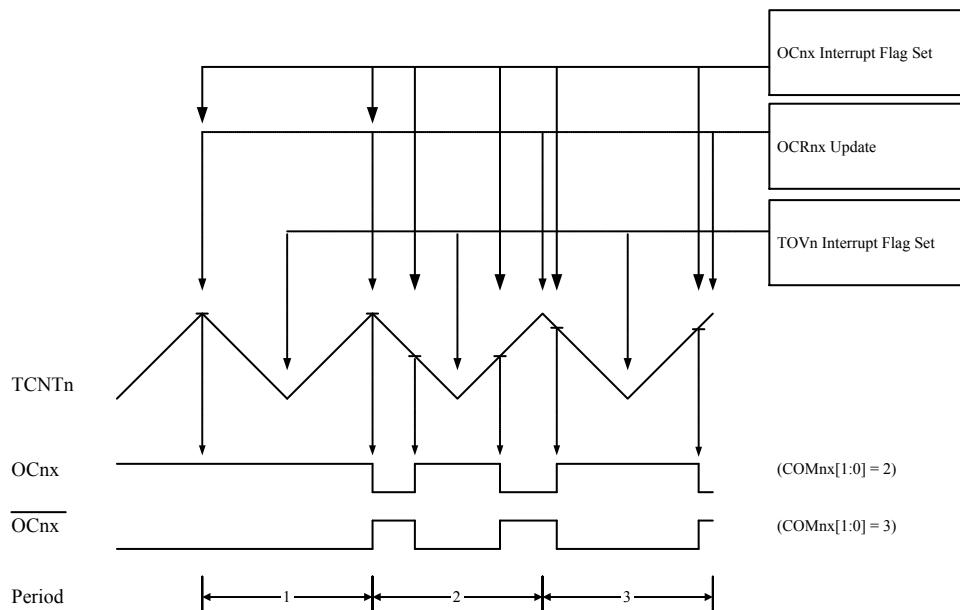 OCnx Interrupt Flag Set
OCRnx Update
TOVn Interrupt Flag Set
TCNTn
OCnx
(COMnx[1:0] = 2)
OCnx
(COMnx[1:0] = 3)
Period
1
2
3